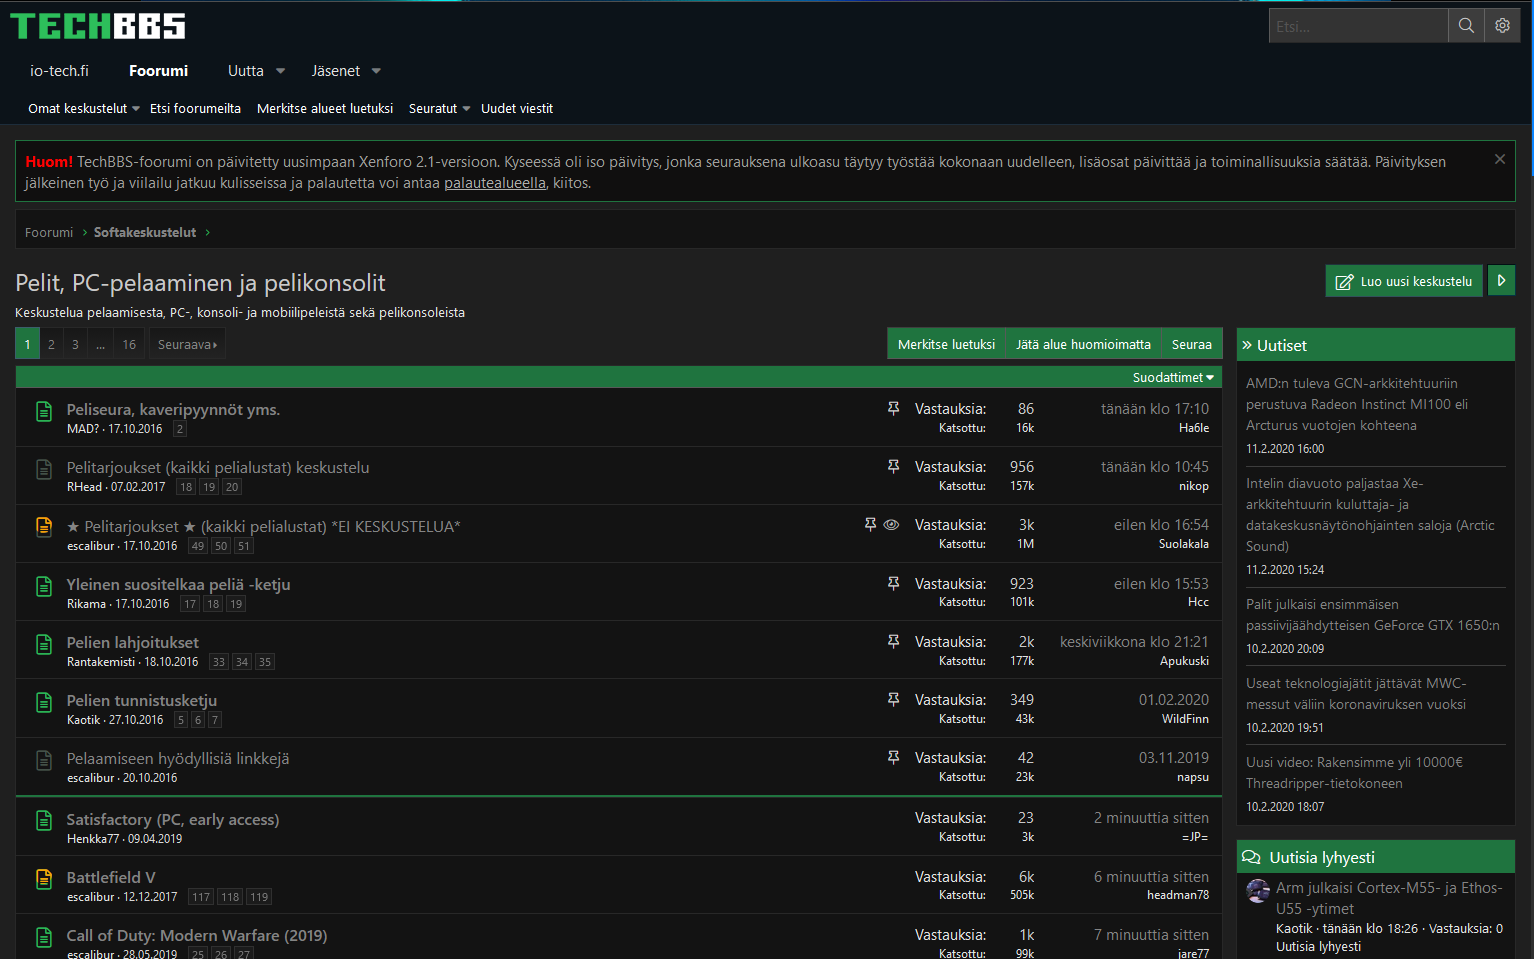 TECHBBS
Etsi...
io-tech.fi Foorumi Uutta Jäsenet
Omat keskustelut Etsi foorumeilta Merkitse alueet luetuksi Seuratut Uudet viestit
Huom! TechBBS-foorumi on päivitetty uusimpaan Xenforo 2.1-versioon. Kyseessä oli iso päivitys, jonka seurauksena ulkoasu täytyy työstää kokonaan uudelleen, lisäosat päivittää ja toiminallisuuksia säätää. Päivityksen
jälkeinen työ ja viilailu jatkuu kulisseissa ja palautetta voi antaa palautealueella, kiitos.
Foorumi Softakeskustelut
Pelit, PC-pelaaminen ja pelikonsolit
Luo uusi keskustelu
Keskustelua pelaamisesta, PC-, konsoli- ja mobiilipeleistä sekä pelikonsoleista
1 2 3 ... 16 Seuraava
Merkitse luetuksi Jätä alue huomioimatta Seuraa
Suodattimet
Peliseura, kaveripyynnöt yms. Vastauksia: 86 tänään klo 17:10
MAD? · 17.10.2016 2 Katsottu: 16k Ha6le
Pelitarjoukset (kaikki pelialustat) keskustelu Vastauksia: 956 tänään klo 10:45
RHead · 07.02.2017 18 19 20 Katsottu: 157k nikop
★ Pelitarjoukset ★ (kaikki pelialustat) *EI KESKUSTELUA* Vastauksia: 3k eilen klo 16:54
escalibur · 17.10.2016 49 50 51 Katsottu: 1M Suolakala
Yleinen suositelkaa peliä -ketju Vastauksia: 923 eilen klo 15:53
Rikama · 17.10.2016 17 18 19 Katsottu: 101k Hcc
Pelien lahjoitukset Vastauksia: 2k keskiviikkona klo 21:21
Rantakemisti · 18.10.2016 33 34 35 Katsottu: 177k Apukuski
Pelien tunnistusketju Vastauksia: 349 01.02.2020
Kaotik · 27.10.2016 5 6 7 Katsottu: 43k WildFinn
Pelaamiseen hyödyllisiä linkkejä Vastauksia: 42 03.11.2019
escalibur · 20.10.2016 Katsottu: 23k napsu
Satisfactory (PC, early access) Vastauksia: 23 2 minuuttia sitten
Henkka77 · 09.04.2019 Katsottu: 3k =JP=
Battlefield V Vastauksia: 6k 6 minuuttia sitten
escalibur · 12.12.2017 117 118 119 Katsottu: 505k headman78
Call of Duty: Modern Warfare (2019) Vastauksia: 1k 7 minuuttia sitten
escalibur · 28.05.2019 25 26 27 Katsottu: 99k jare77
Uutiset
AMD:n tuleva GCN-arkkitehtuuriin
perustuva Radeon Instinct MI100 eli
Arcturus vuotojen kohteena
11.2.2020 16:00
Intelin diavuoto paljastaa Xe-
arkkitehtuurin kuluttaja- ja
datakeskusnäytönohjainten saloja (Arctic
Sound)
11.2.2020 15:24
Palit julkaisi ensimmäisen
passiivijäähdytteisen GeForce GTX 1650:n
10.2.2020 20:09
Useat teknologiajätit jättävät MWC-
messut väliin koronaviruksen vuoksi
10.2.2020 19:51
Uusi video: Rakensimme yli 10000€
Threadripper-tietokoneen
10.2.2020 18:07
Uutisia lyhyesti
Arm julkaisi Cortex-M55- ja Ethos-
U55 -ytimet
Kaotik · tänään klo 18:26 · Vastauksia: 0
Uutisia lyhyesti